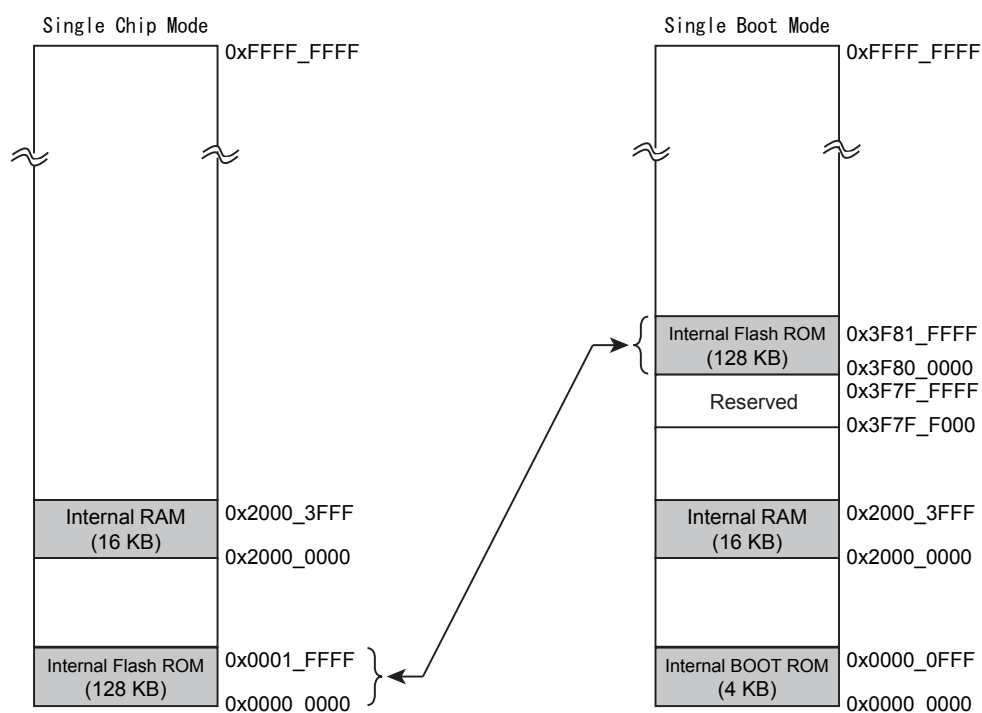 Single Chip Mode
0xFFFF_FFFF
Internal RAM
(16 KB)
0x2000_3FFF
0x2000_0000
Internal Flash ROM
(128 KB)
0x0001_FFFF
0x0000_0000
Single Boot Mode
0xFFFF_FFFF
Internal Flash ROM
(128 KB)
0x3F81_FFFF
0x3F80_0000
Reserved
0x3F7F_FFFF
0x3F7F_F000
Internal RAM
(16 KB)
0x2000_3FFF
0x2000_0000
Internal BOOT ROM
(4 KB)
0x0000_0FFF
0x0000_0000